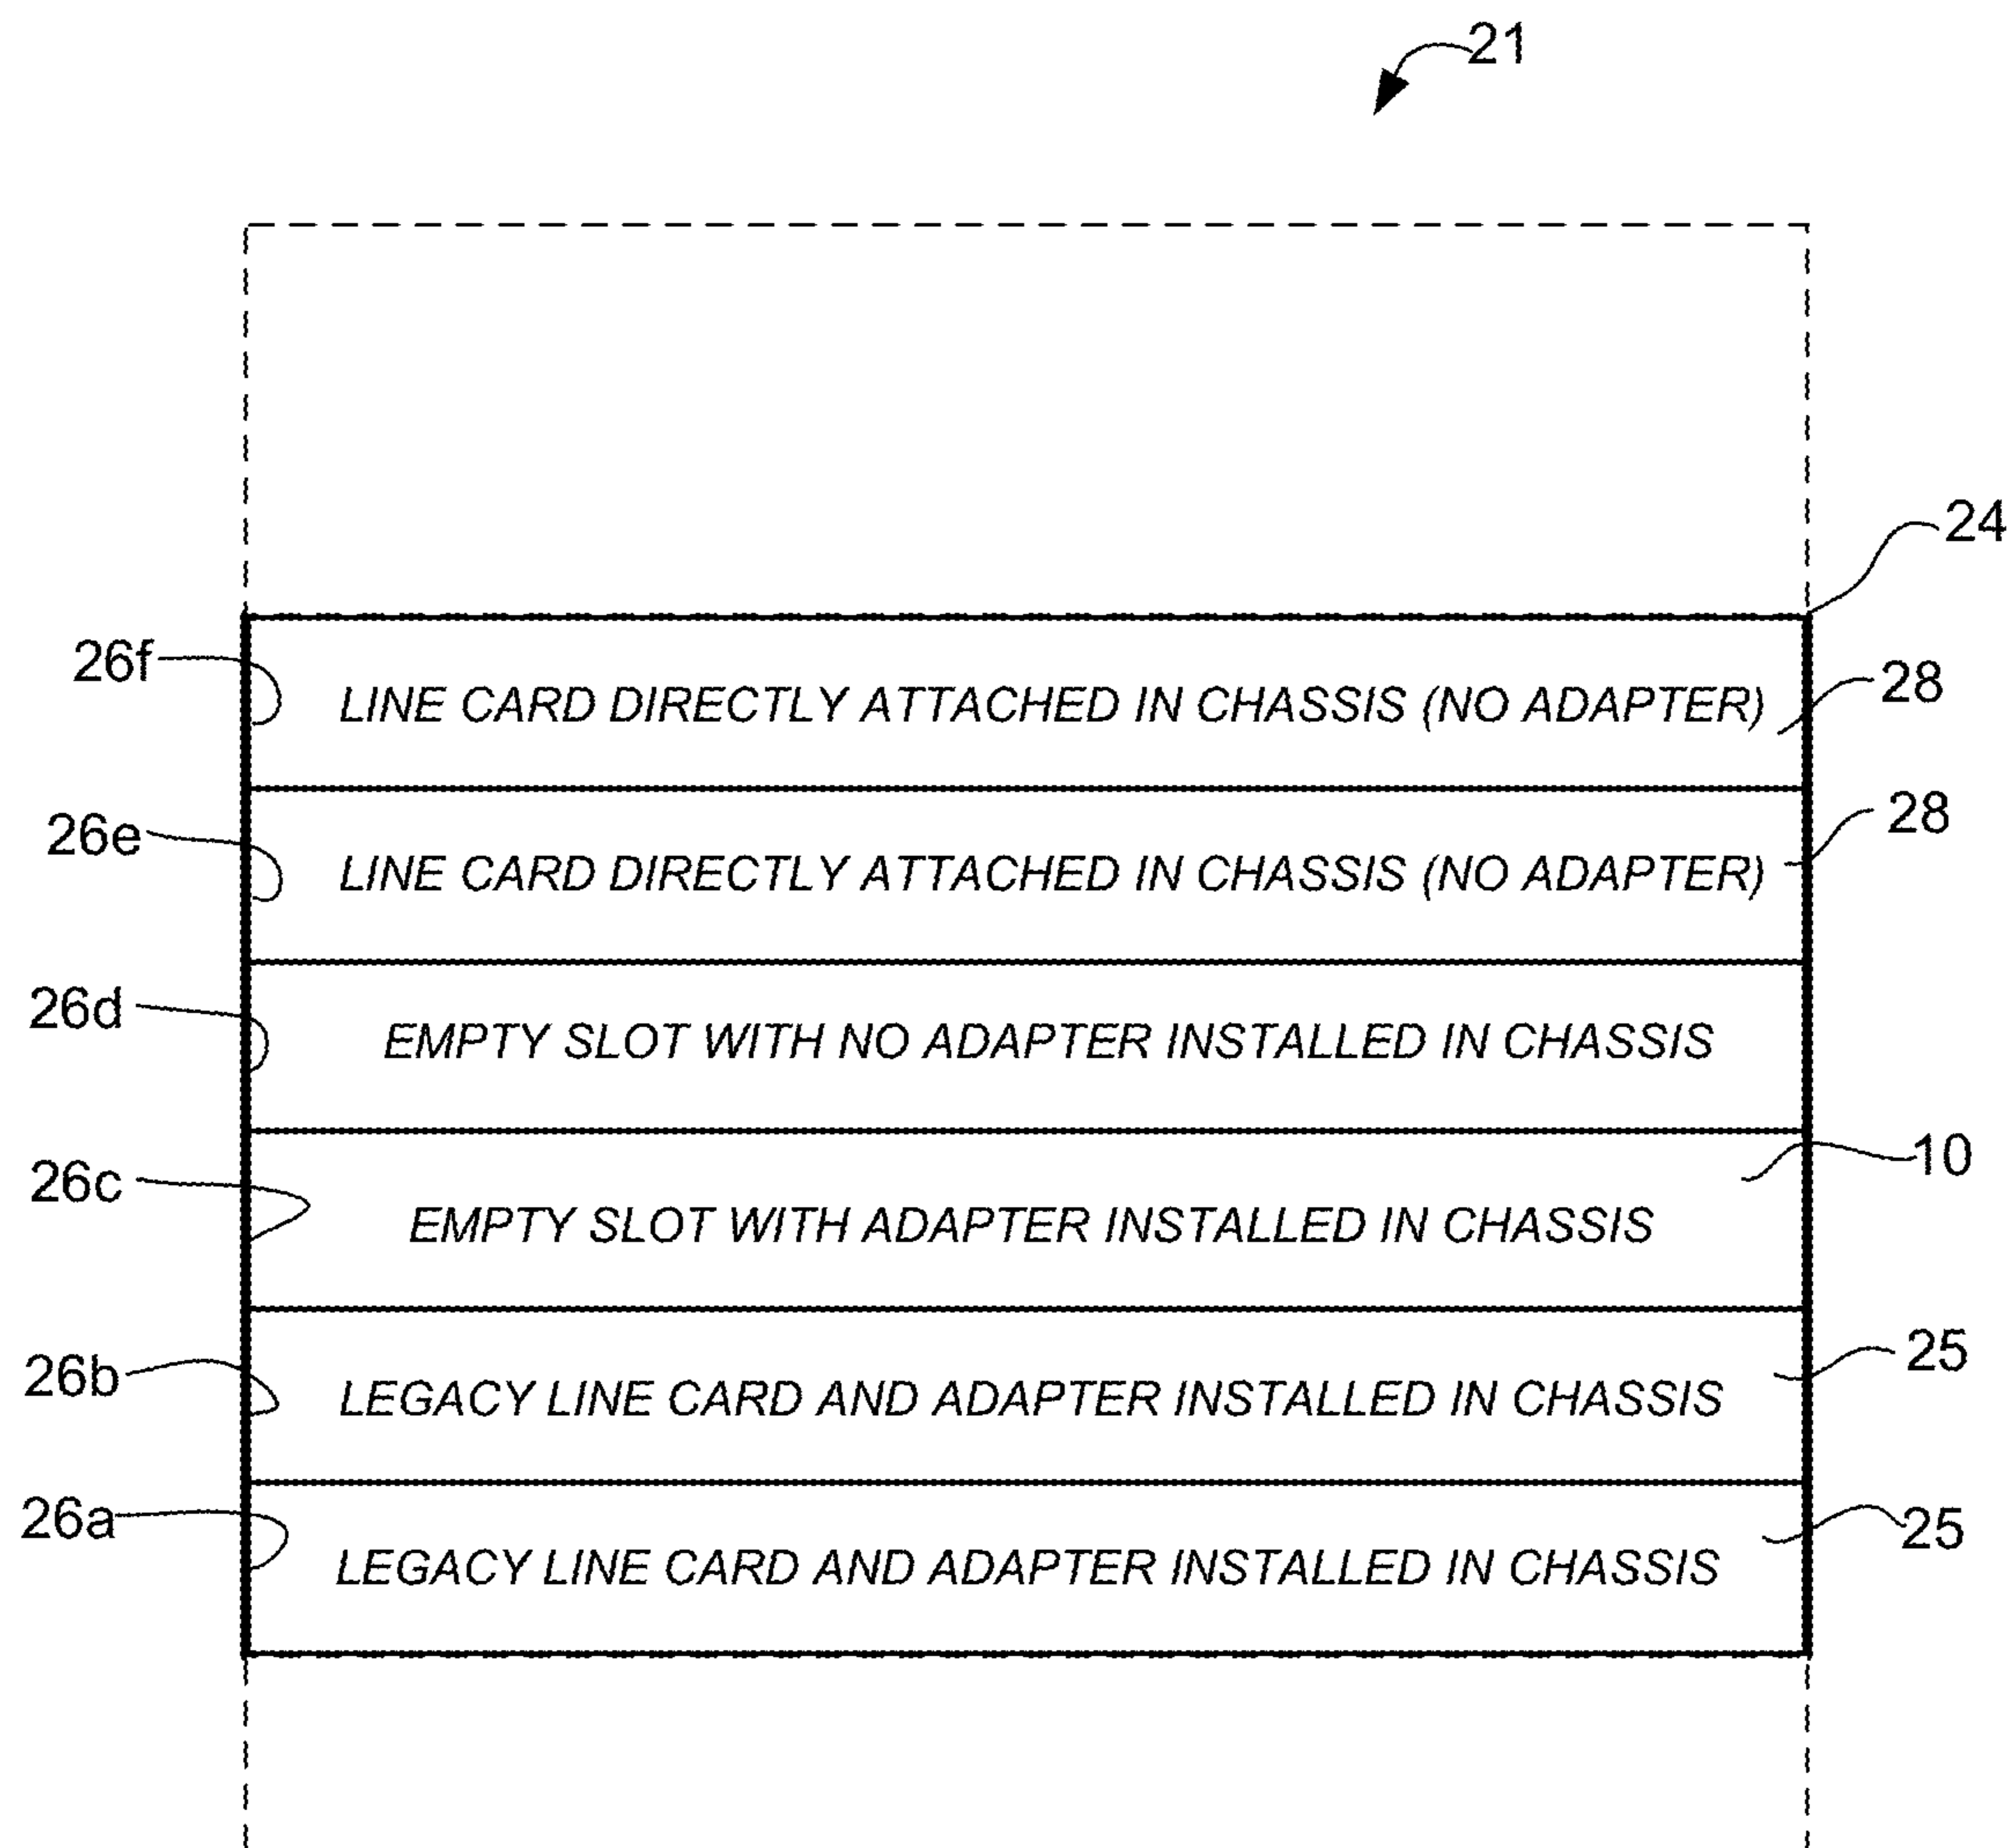 21
24
26f LINE CARD DIRECTLY ATTACHED IN CHASSIS (NO ADAPTER) 28
26e LINE CARD DIRECTLY ATTACHED IN CHASSIS (NO ADAPTER) 28
26d EMPTY SLOT WITH NO ADAPTER INSTALLED IN CHASSIS
26c EMPTY SLOT WITH ADAPTER INSTALLED IN CHASSIS 10
26b LEGACY LINE CARD AND ADAPTER INSTALLED IN CHASSIS 25
26a LEGACY LINE CARD AND ADAPTER INSTALLED IN CHASSIS 25